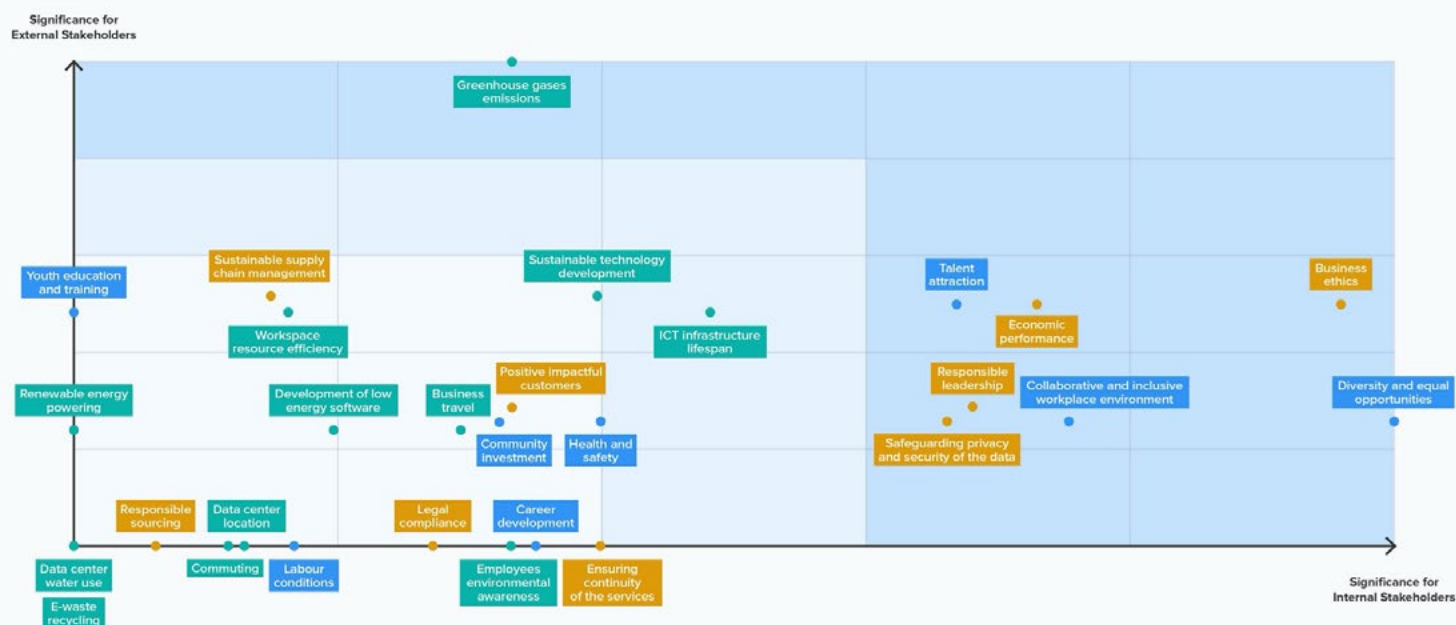 Significance for
External Stakeholders
Greenhouse gases
emissions
Sustainable supply
chain management
Sustainable technology
development
Talent
attraction
Business
ethics
Youth education
and training
Workspace
resource efficiency
ICT infrastructure
lifespan
Economic
performance
Positive impactful
customers
Responsible
leadership
Renewable energy
powering
Development of low
energy software
Business
travel
Collaborative and inclusive
workplace environment
Diversity and equal
opportunities
Community
investment
Health and
safety
Safeguarding privacy
and security of the data
Responsible
sourcing
Data center
location
Legal
compliance
Career
development
Data center
water use
Commuting
Labour
conditions
Employees
environmental
awareness
Ensuring
continuity
of the services
E-waste
recycling
Significance for
Internal Stakeholders